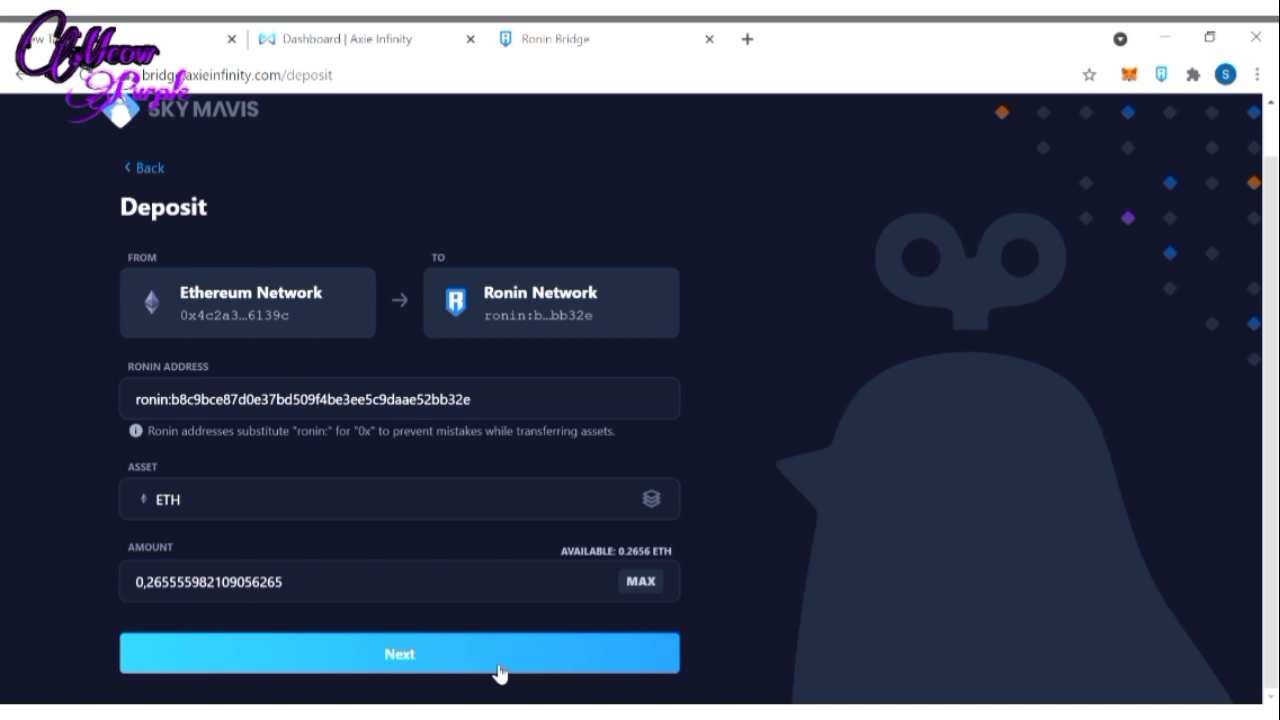 Dashboard | Axie Infinity
Ronin Bridge
Meow
Purple
axieinfinity.com/deposit
S
SKY MAVIS
Back
Deposit
FROM
TO
Ethereum Network
Ronin Network
0x4c2a3...6139c
ronin:b...bb32e
RONIN ADDRESS
ronin:b8c9bce87d0e37bd509f4be3ee5c9daae52bb32e
Ronin addresses substitute "ronin:" for "0x" to prevent mistakes while transferring assets.
ASSET
ETH
AMOUNT
AVAILABLE: 0.2656 ETH
0,265555982109056265
MAX
Next